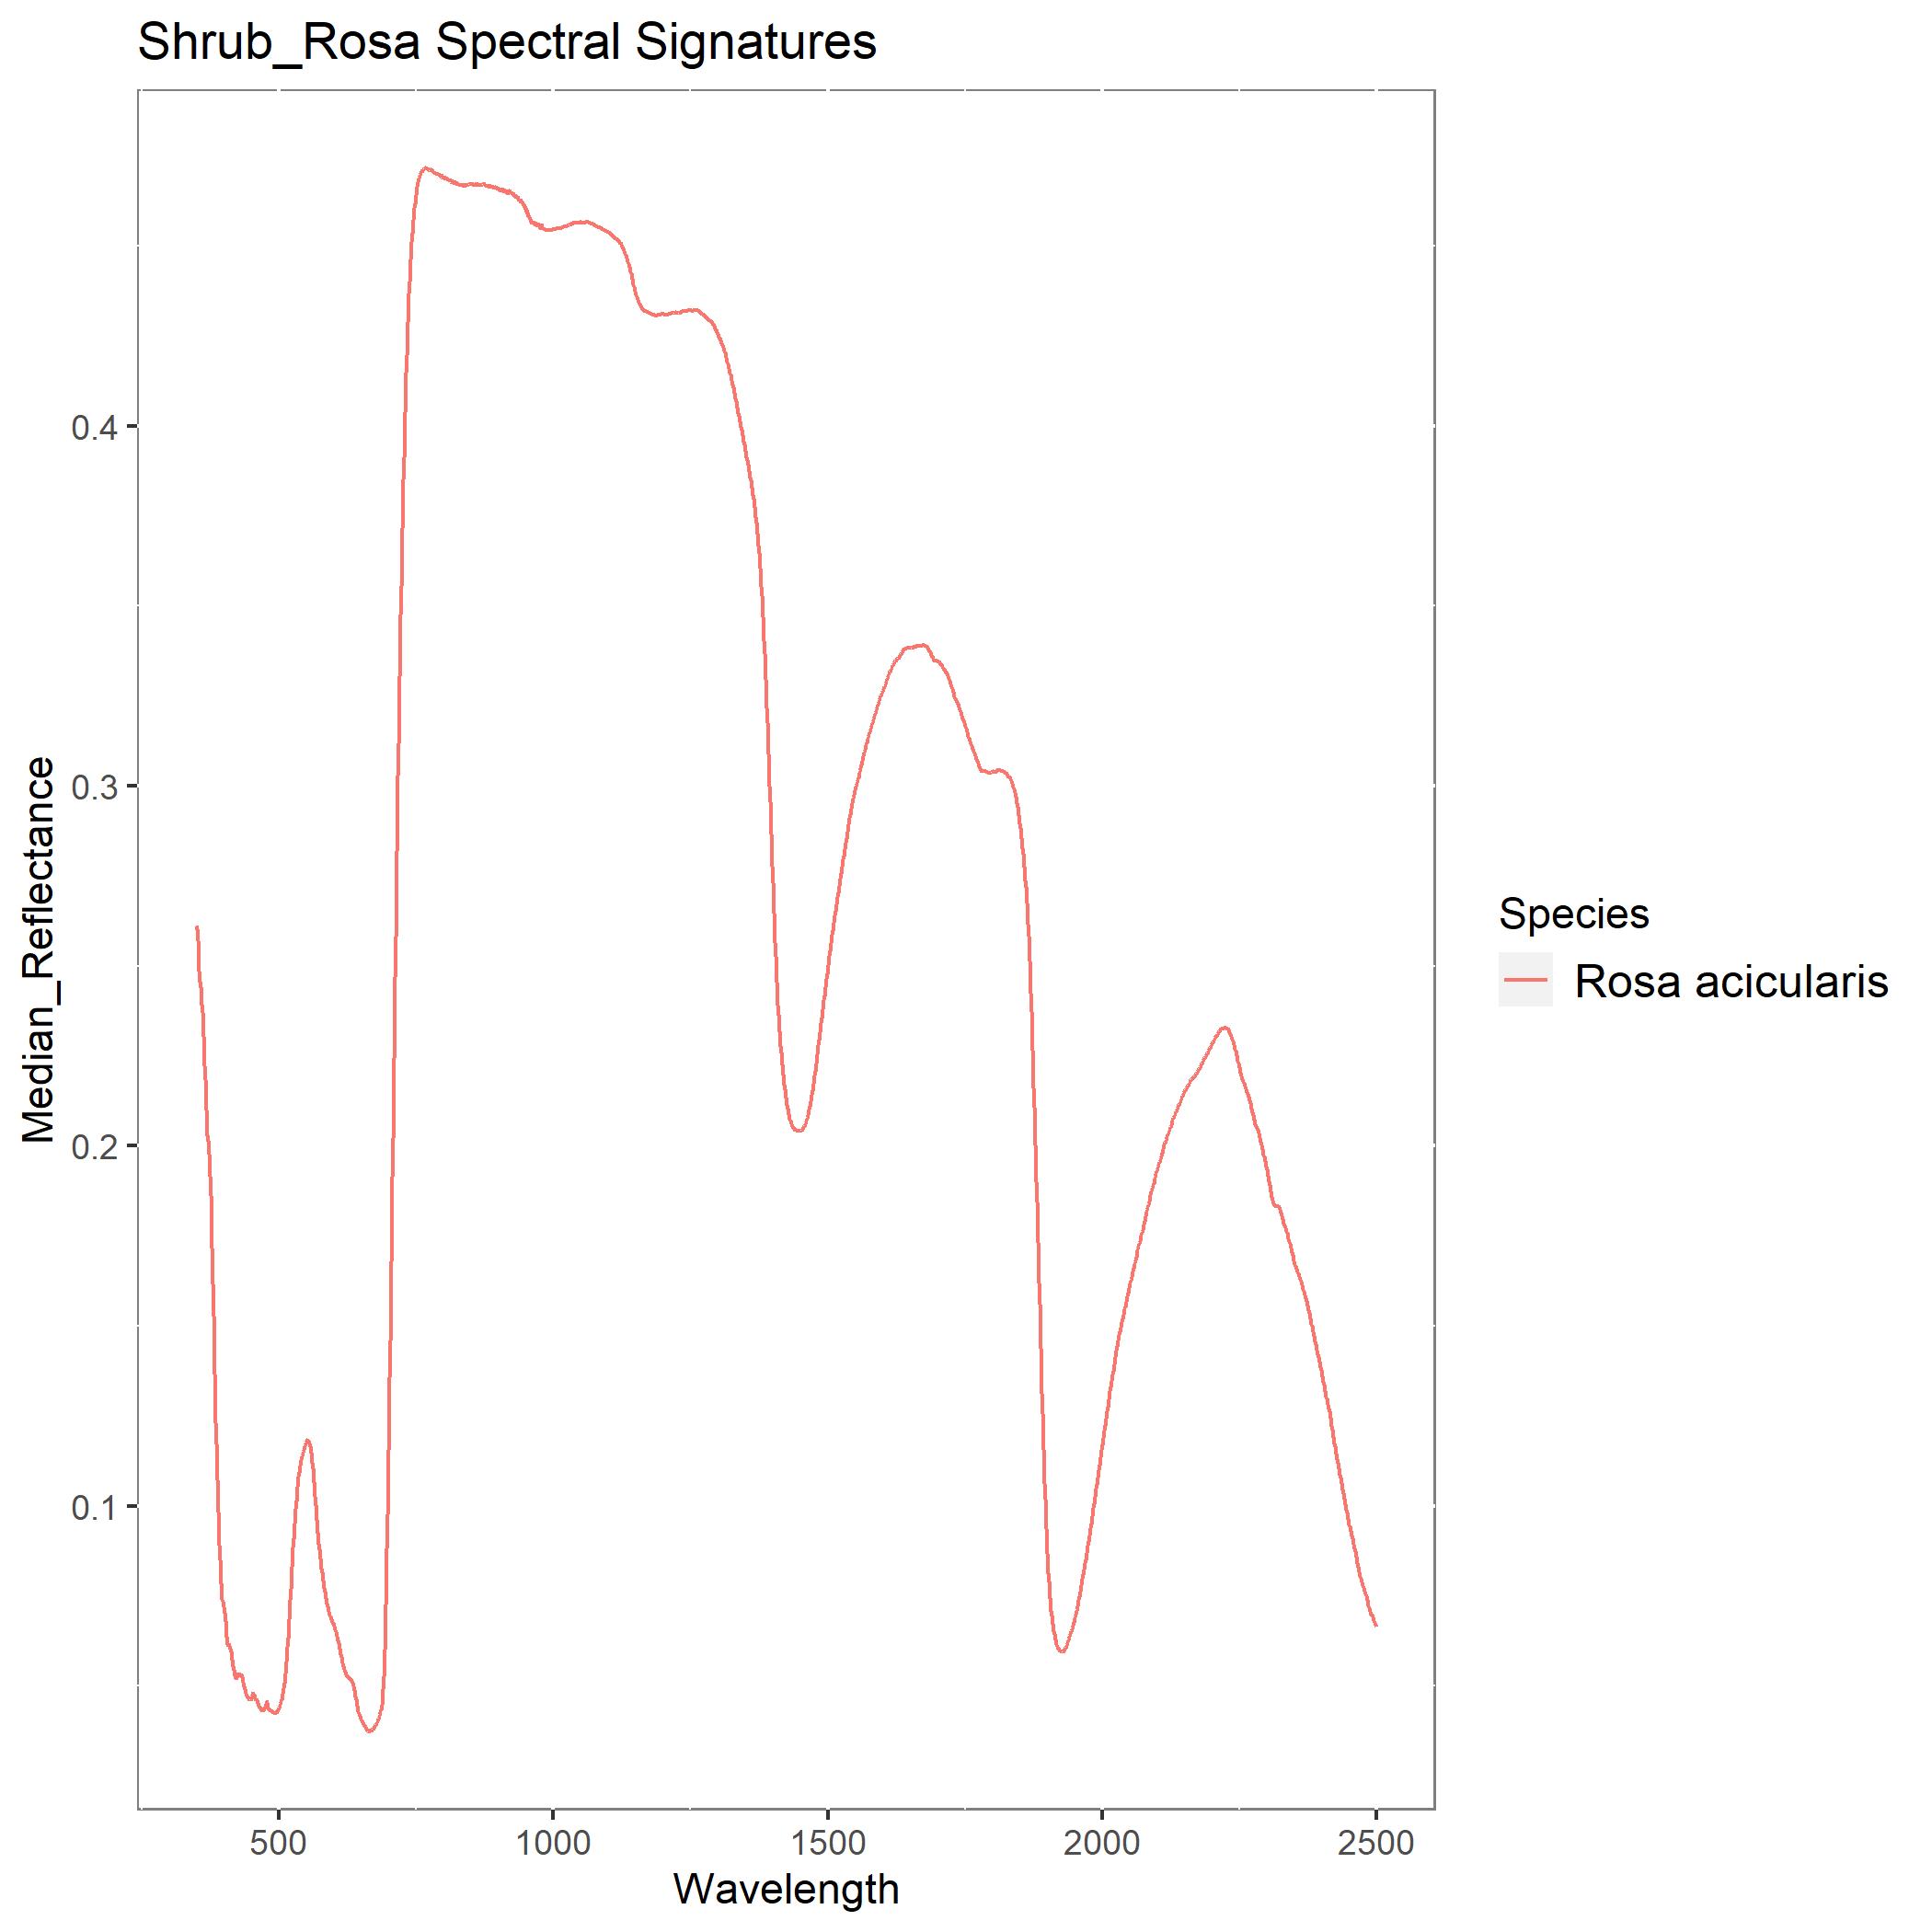 Shrub_Rosa Spectral Signatures
Median_Reflectance
0.4
0.3
0.2
0.1
500 1000 1500 2000 2500
Wavelength
Species
Rosa acicularis